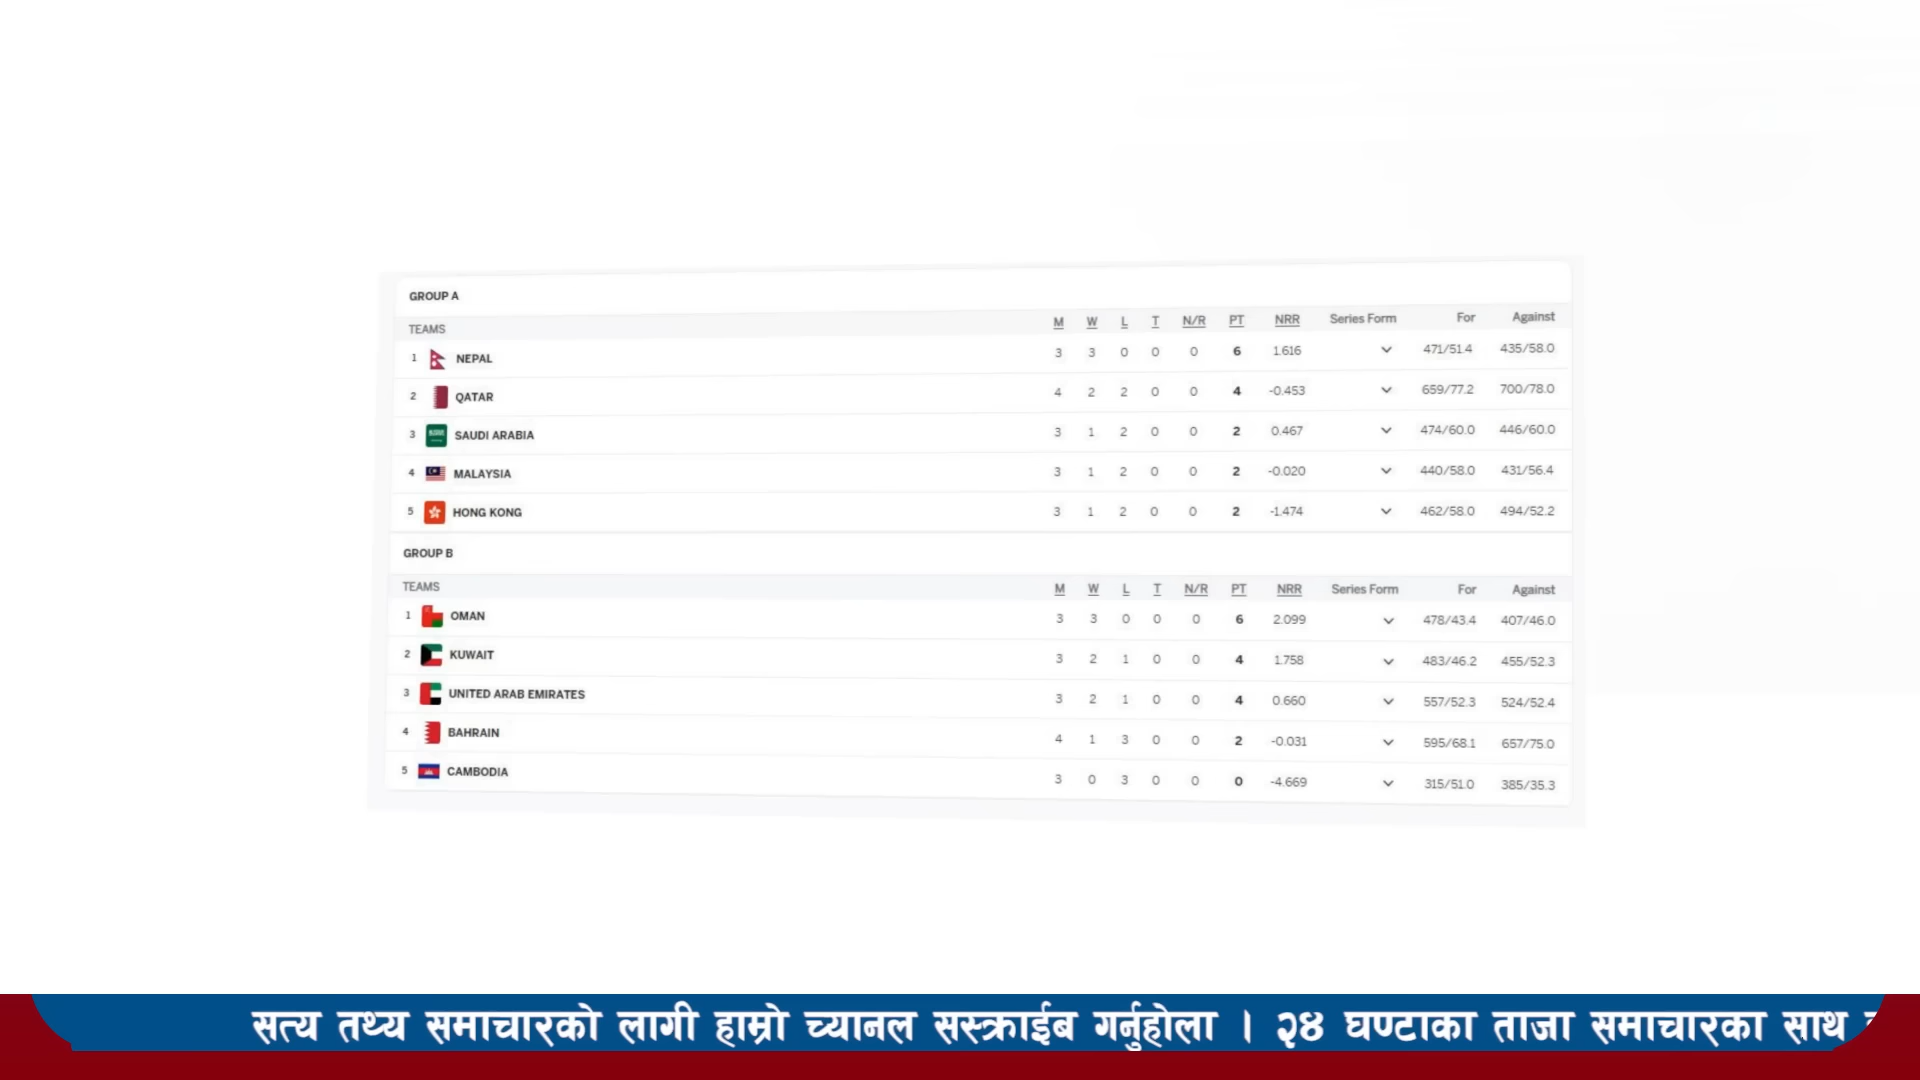 GROUP A
TEAMS M W L T N/R PT NRR Series Form For Against
1 NEPAL 3 3 0 0 0 6 1.616 471/51.4 435/58.0
2 QATAR 4 2 2 0 0 4 -0.453 659/77.2 700/78.0
3 SAUDI ARABIA 3 1 2 0 0 2 0.467 474/60.0 446/60.0
4 MALAYSIA 3 1 2 0 0 2 -0.020 440/58.0 431/56.4
5 HONG KONG 3 1 2 0 0 2 -1.474 462/58.0 494/52.2
GROUP B
TEAMS M W L T N/R PT NRR Series Form For Against
1 OMAN 3 3 0 0 0 6 2.099 478/43.4 407/46.0
2 KUWAIT 3 2 1 0 0 4 1.758 483/46.2 455/52.3
3 UNITED ARAB EMIRATES 3 2 1 0 0 4 0.660 557/52.3 524/52.4
4 BAHRAIN 4 1 3 0 0 2 -0.031 595/68.1 657/75.0
5 CAMBODIA 3 0 3 0 0 0 -4.669 315/51.0 385/35.3
सत्य तथ्य समाचारको लागी हाम्रो च्यानल सस्क्राईब गर्नुहोला । २४ घण्टाका ताजा समाचारका साथ